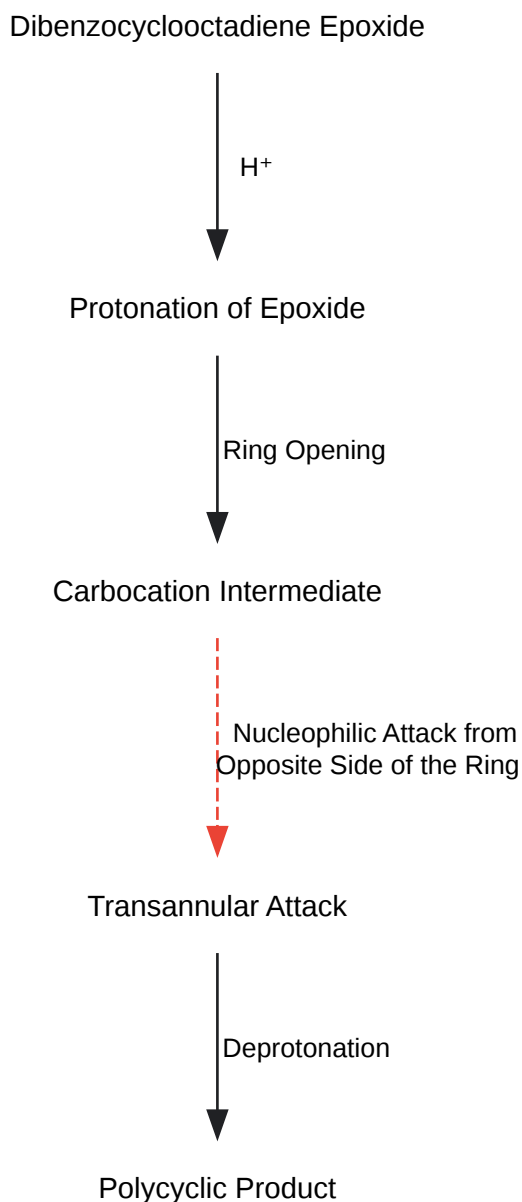 Dibenzocyclooctadiene Epoxide
H⁺
Protonation of Epoxide
Ring Opening
Carbocation Intermediate
Nucleophilic Attack from
Opposite Side of the Ring
Transannular Attack
Deprotonation
Polycyclic Product